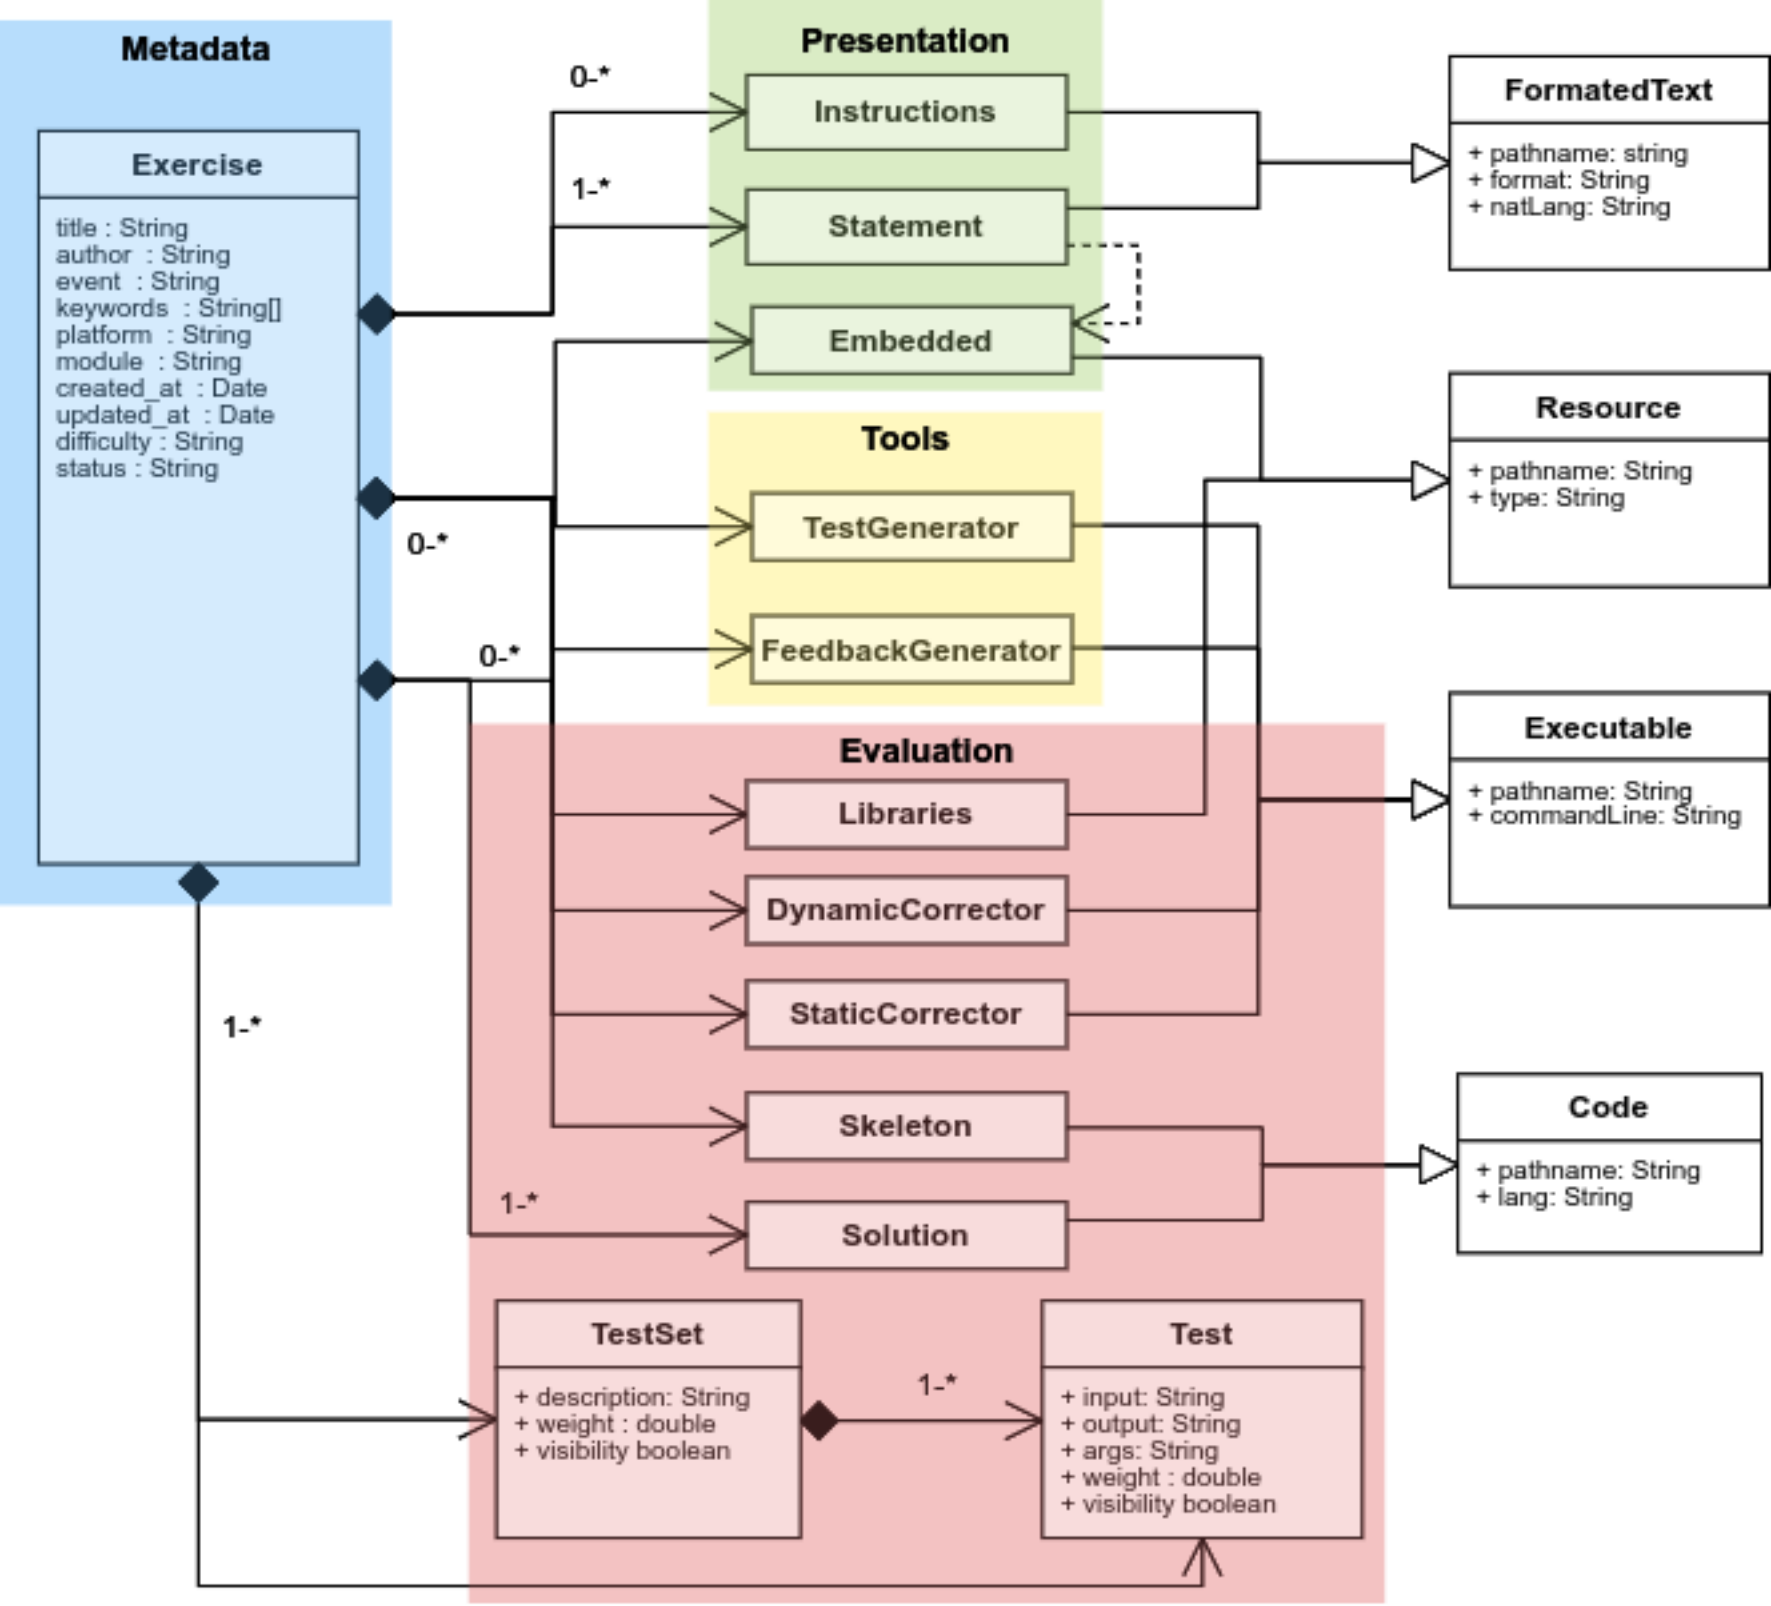 Metadata
Exercise
title : String
author : String
event : String
keywords : String[]
platform : String
module : String
created_at : Date
updated_at : Date
difficulty : String
status : String
0-*
1-*
0-*
0-*
1-*
1-*
Presentation
Instructions
Statement
Embedded
Tools
TestGenerator
FeedbackGenerator
Evaluation
Libraries
DynamicCorrector
StaticCorrector
Skeleton
Solution
TestSet
+ description: String
+ weight : double
+ visibility boolean
1-*
Test
+ input: String
+ output: String
+ args: String
+ weight : double
+ visibility boolean
FormatedText
+ pathname: string
+ format: String
+ natLang: String
Resource
+ pathname: String
+ type: String
Executable
+ pathname: String
+ commandLine: String
Code
+ pathname: String
+ lang: String